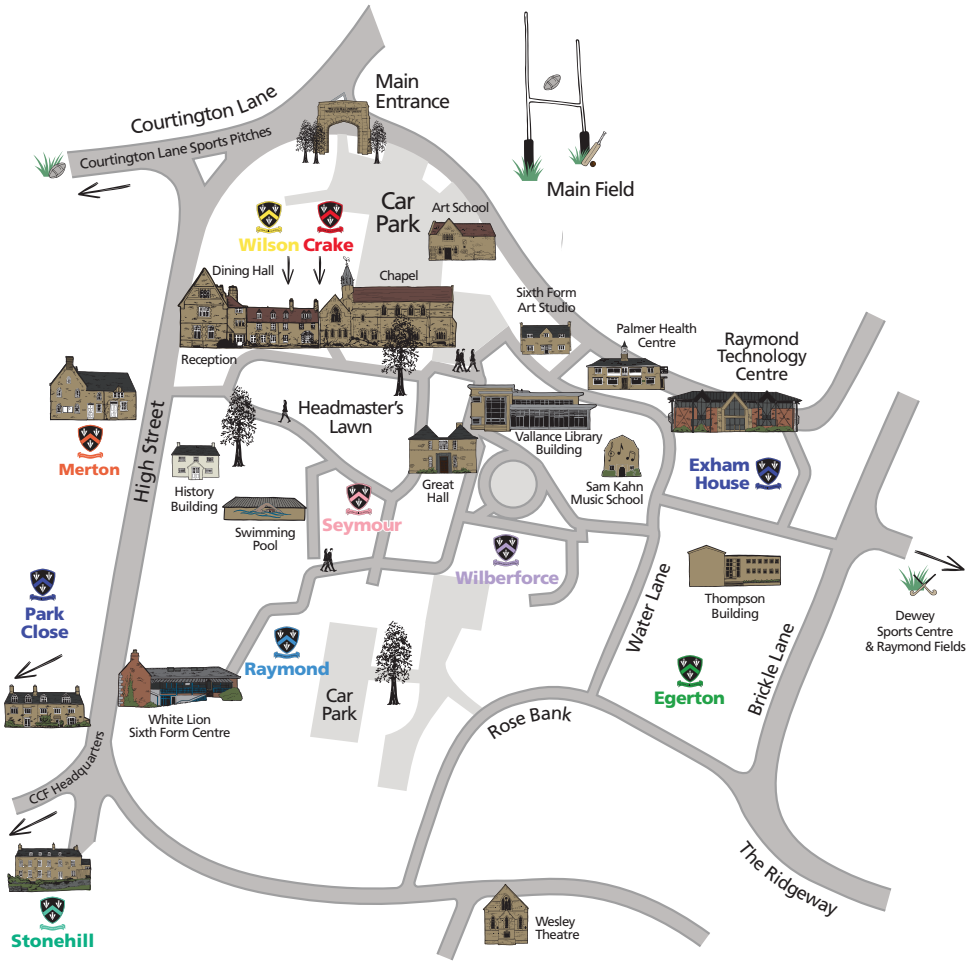 Main
Entrance
Courtington Lane
Courtington Lane Sports Pitches
Main Field
Car
Park
Art School
Wilson
Crake
Dining Hall
Chapel
Reception
Sixth Form
Art Studio
Palmer Health
Centre
Raymond
Technology
Centre
Headmaster's
Lawn
Merton
High Street
Vallance Library
Building
History
Building
Great
Hall
Sam Kahn
Music School
Exham
House
Swimming
Pool
Seymour
Wilberforce
Thompson
Building
Dewey
Sports Centre
& Raymond Fields
Park
Close
Water Lane
Raymond
Brickle Lane
Egerton
White Lion
Sixth Form Centre
Car
Park
Rose Bank
CCF Headquarters
The Ridgeway
Wesley
Theatre
Stonehill